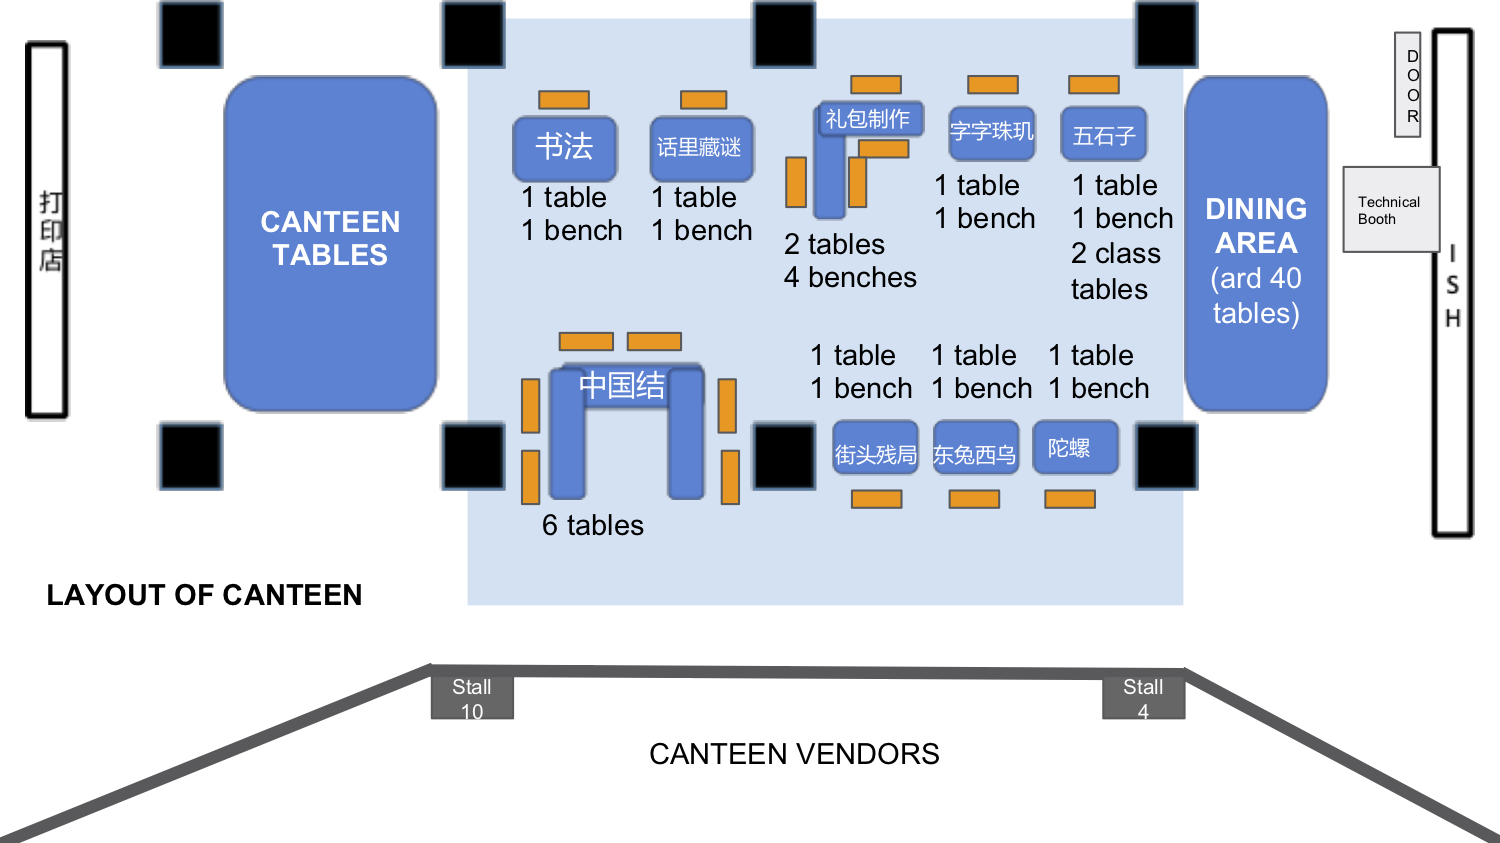 打
印
店
CANTEEN
TABLES
书法
1 table
1 bench
话里藏谜
1 table
1 bench
礼包制作
2 tables
4 benches
字字珠玑
1 table
1 bench
五石子
1 table
1 bench
2 class
tables
DINING
AREA
(ard 40
tables)
D
O
O
R
Technical
Booth
I
S
H
中国结
6 tables
1 table
1 bench
街头残局
1 table
1 bench
东兔西乌
1 table
1 bench
陀螺
LAYOUT OF CANTEEN
Stall
10
Stall
4
CANTEEN VENDORS